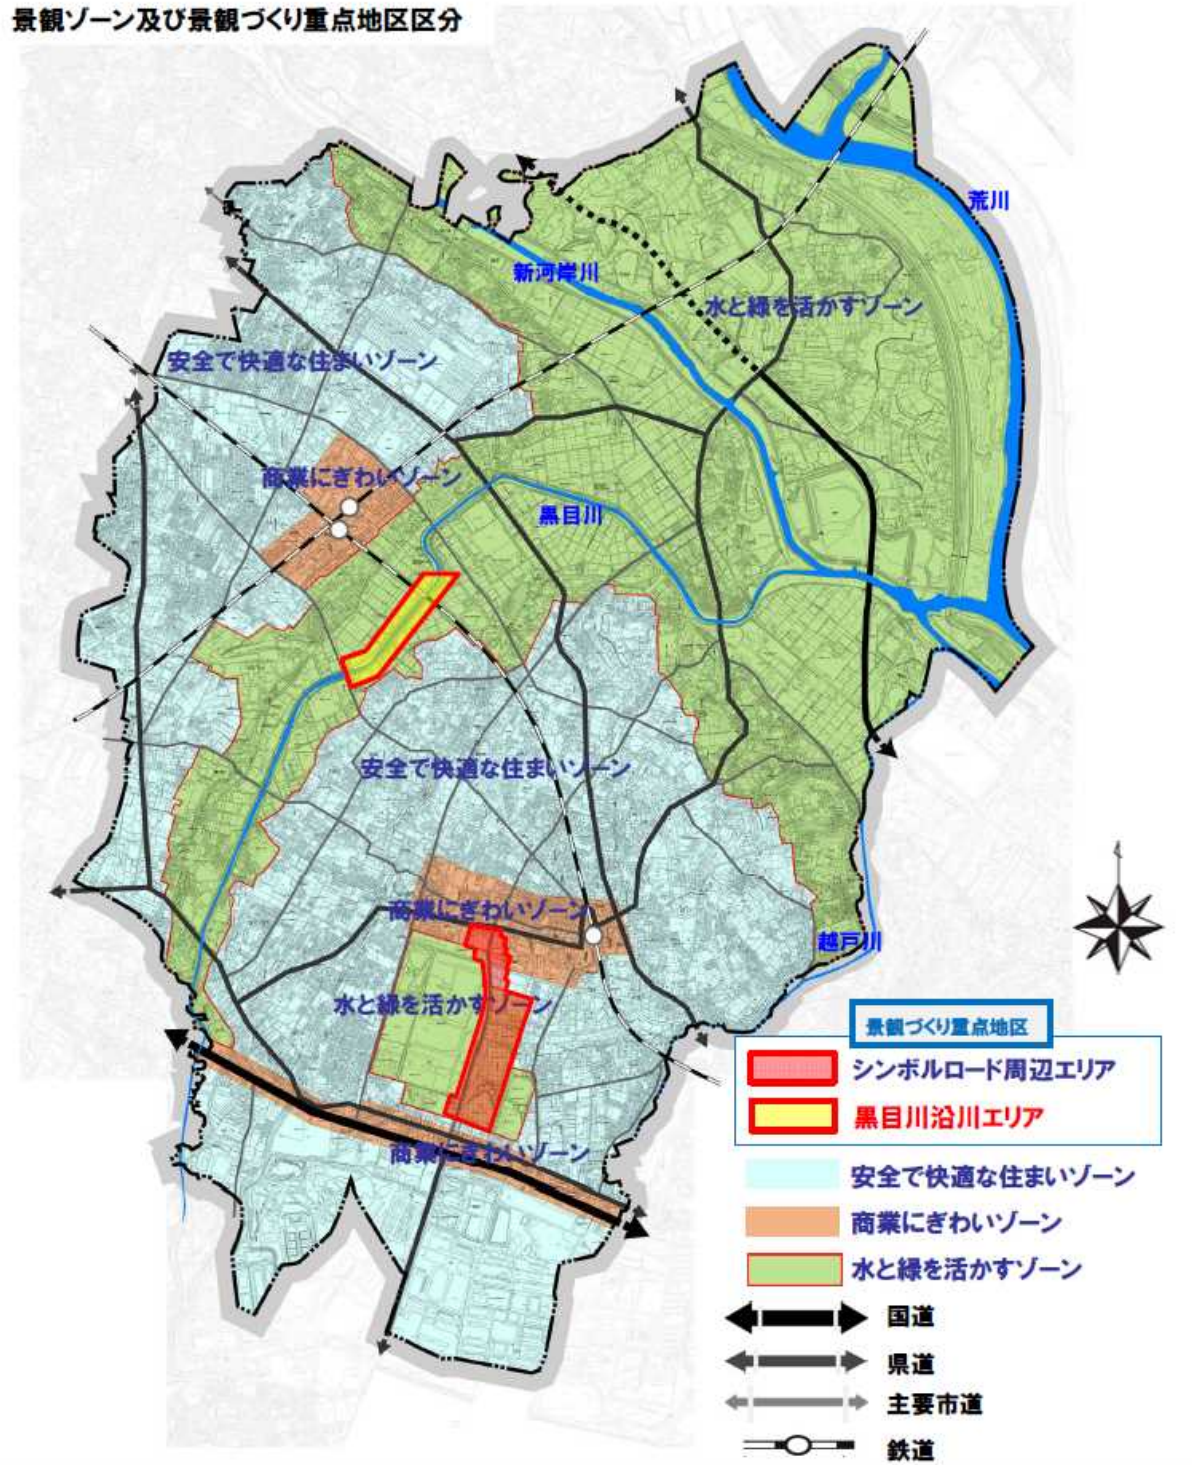 景観ゾーン及び景観づくり重点地区区分
荒川
新河岸川
水と緑を活かすゾーン
安全で快適な住まいゾーン
商業にぎわいゾーン
黒目川
安全で快適な住まいゾーン
商業にぎわいゾーン
越戸川
水と緑を活かすゾーン
商業にぎわいゾーン
景観づくり重点地区
シンボルロード周辺エリア
黒目川沿川エリア
安全で快適な住まいゾーン
商業にぎわいゾーン
水と緑を活かすゾーン
国道
県道
主要市道
鉄道